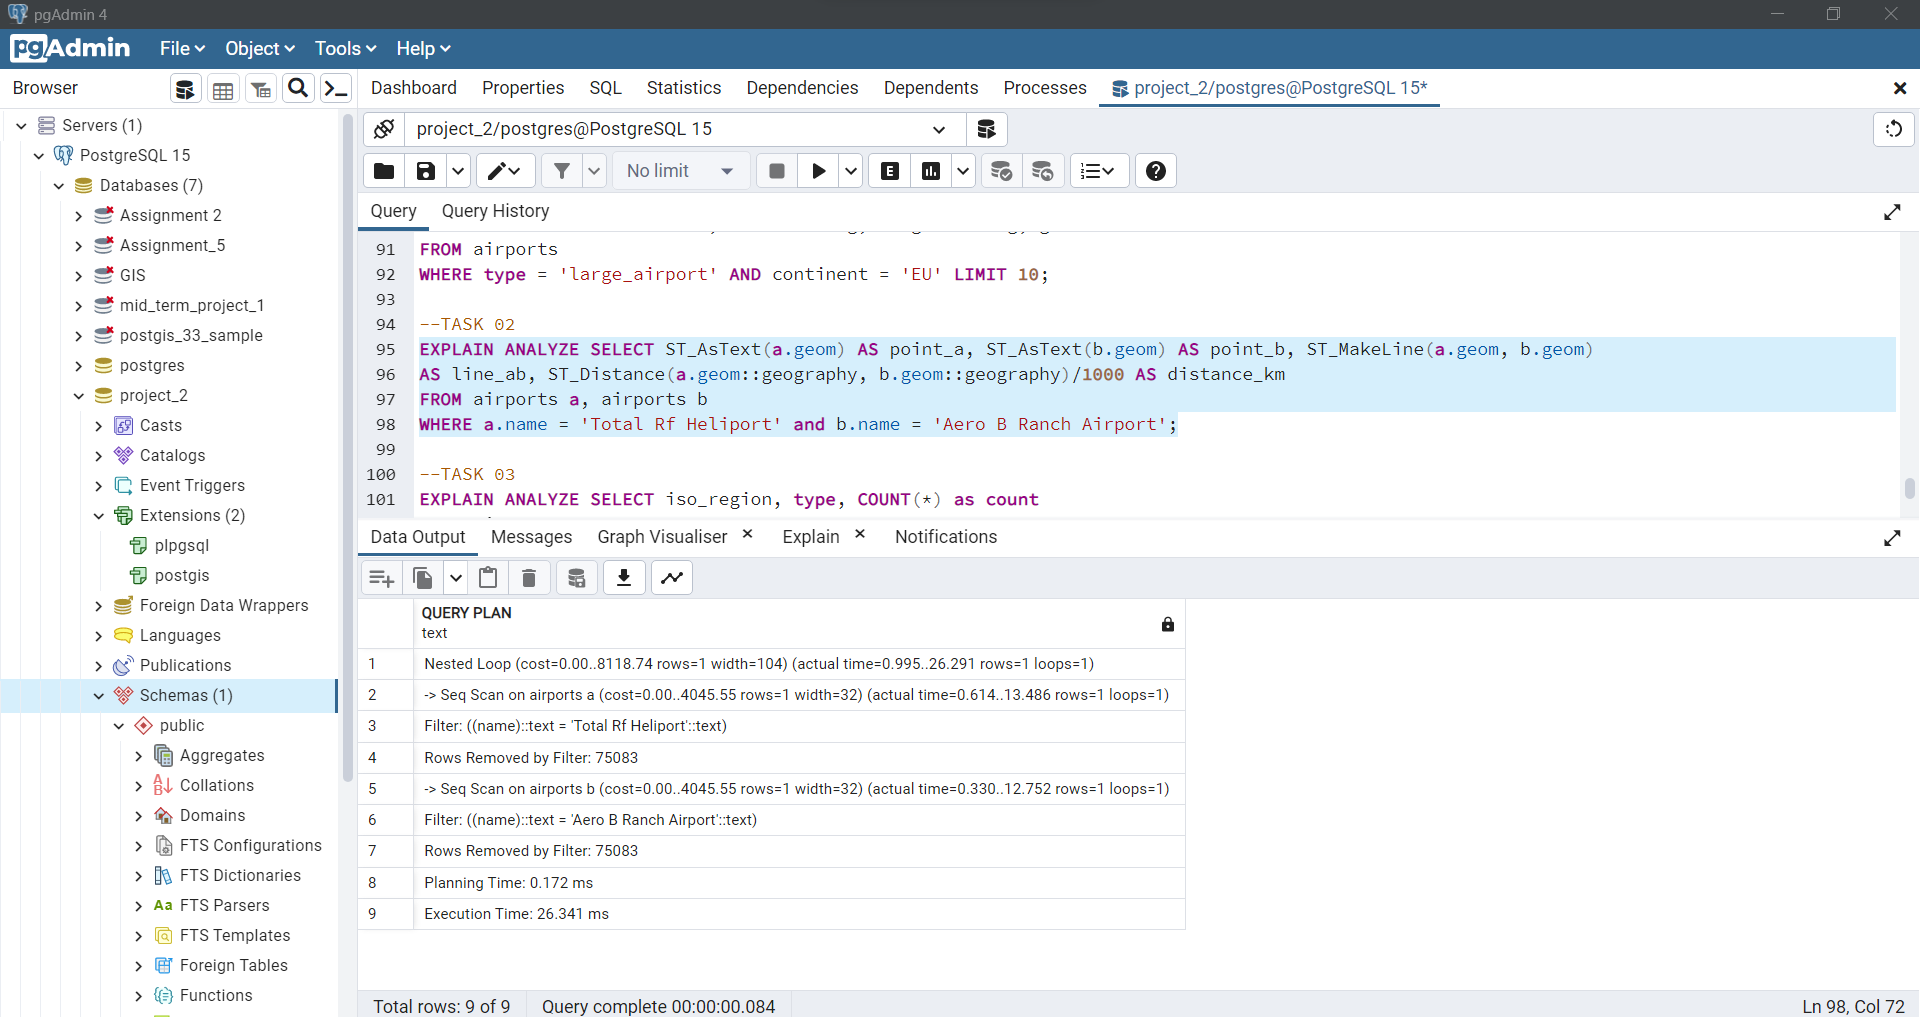 pgAdmin 4
pgAdmin
File
Object
Tools
Help
Browser
Dashboard
Properties
SQL
Statistics
Dependencies
Dependents
Processes
project_2/postgres@PostgreSQL 15*
Servers (1)
PostgreSQL 15
Databases (7)
Assignment 2
Assignment_5
GIS
mid_term_project_1
postgis_33_sample
postgres
project_2
Casts
Catalogs
Event Triggers
Extensions (2)
plpgsql
postgis
Foreign Data Wrappers
Languages
Publications
Schemas (1)
public
Aggregates
Collations
Domains
FTS Configurations
FTS Dictionaries
Aa FTS Parsers
FTS Templates
Foreign Tables
Functions
project_2/postgres@PostgreSQL 15
No limit
E
Query
Query History
91 FROM airports
92 WHERE type = 'large_airport' AND continent = 'EU' LIMIT 10;
93
94 --TASK 02
95 EXPLAIN ANALYZE SELECT ST_AsText(a.geom) AS point_a, ST_AsText(b.geom) AS point_b, ST_MakeLine(a.geom, b.geom)
96 AS line_ab, ST_Distance(a.geom::geography, b.geom::geography)/1000 AS distance_km
97 FROM airports a, airports b
98 WHERE a.name = 'Total Rf Heliport' and b.name = 'Aero B Ranch Airport';
99
100 --TASK 03
101 EXPLAIN ANALYZE SELECT iso_region, type, COUNT(*) as count
Data Output
Messages
Graph Visualiser
Explain
Notifications
QUERY PLAN
text
1 Nested Loop (cost=0.00..8118.74 rows=1 width=104) (actual time=0.995..26.291 rows=1 loops=1)
2 -> Seq Scan on airports a (cost=0.00..4045.55 rows=1 width=32) (actual time=0.614..13.486 rows=1 loops=1)
3 Filter: ((name)::text = 'Total Rf Heliport'::text)
4 Rows Removed by Filter: 75083
5 -> Seq Scan on airports b (cost=0.00..4045.55 rows=1 width=32) (actual time=0.330..12.752 rows=1 loops=1)
6 Filter: ((name)::text = 'Aero B Ranch Airport'::text)
7 Rows Removed by Filter: 75083
8 Planning Time: 0.172 ms
9 Execution Time: 26.341 ms
Total rows: 9 of 9
Query complete 00:00:00.084
Ln 98, Col 72